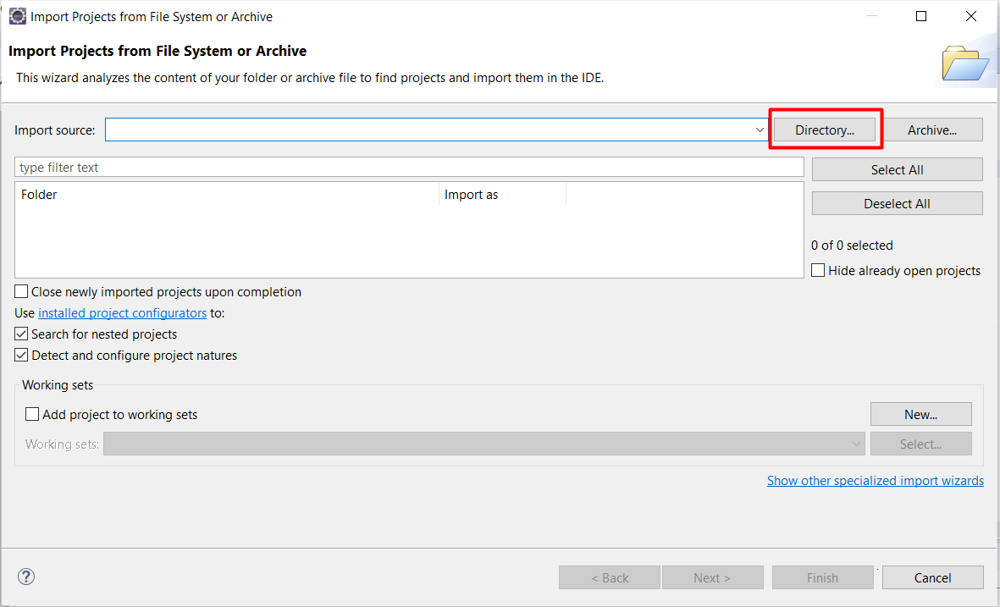 Import Projects from File System or Archive
Import Projects from File System or Archive
This wizard analyzes the content of your folder or archive file to find projects and import them in the IDE.
Import source: Directory... Archive...
type filter text Select All
Folder Import as
Deselect All
0 of 0 selected
Hide already open projects
Close newly imported projects upon completion
Use installed project configurators to:
Search for nested projects
Detect and configure project natures
Working sets
Add project to working sets New...
Working sets: Select...
Show other specialized import wizards
? < Back Next > Finish Cancel